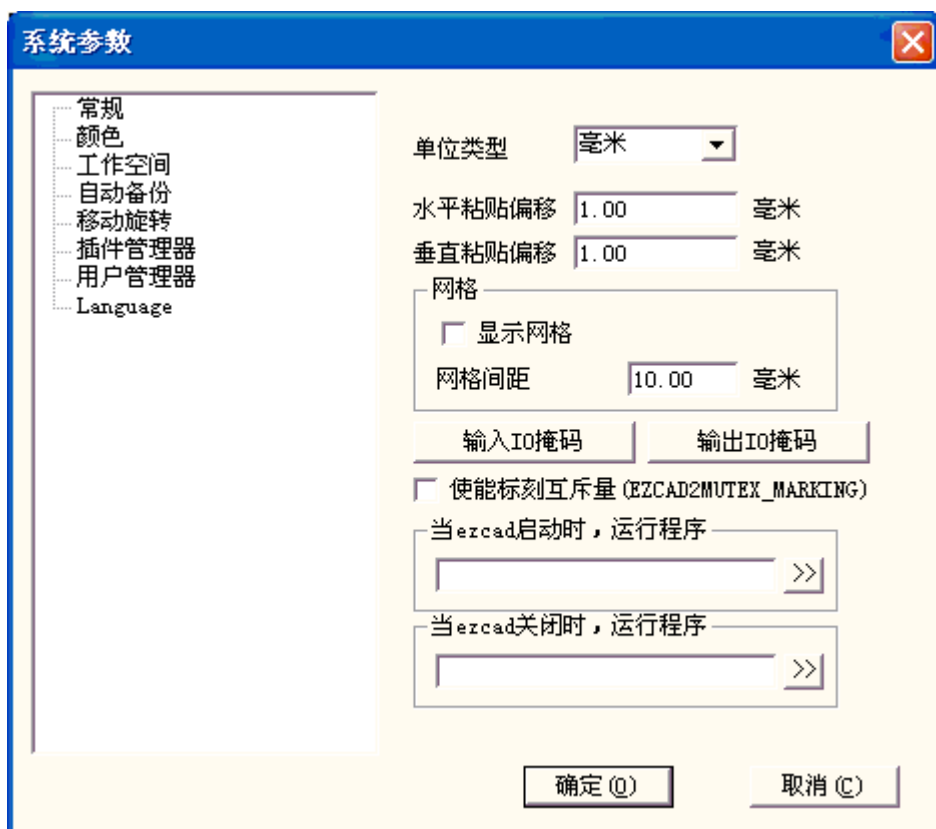 系统参数
常规
颜色
工作空间
自动备份
移动旋转
插件管理器
用户管理器
Language
单位类型 毫米
水平粘贴偏移 1.00 毫米
垂直粘贴偏移 1.00 毫米
网格
显示网格
网格间距 10.00 毫米
输入IO掩码 输出IO掩码
使能标刻互斥量(EZCAD2MUTEX_MARKING)
当ezcad启动时，运行程序
>>
当ezcad关闭时，运行程序
>>
确定(O) 取消(C)